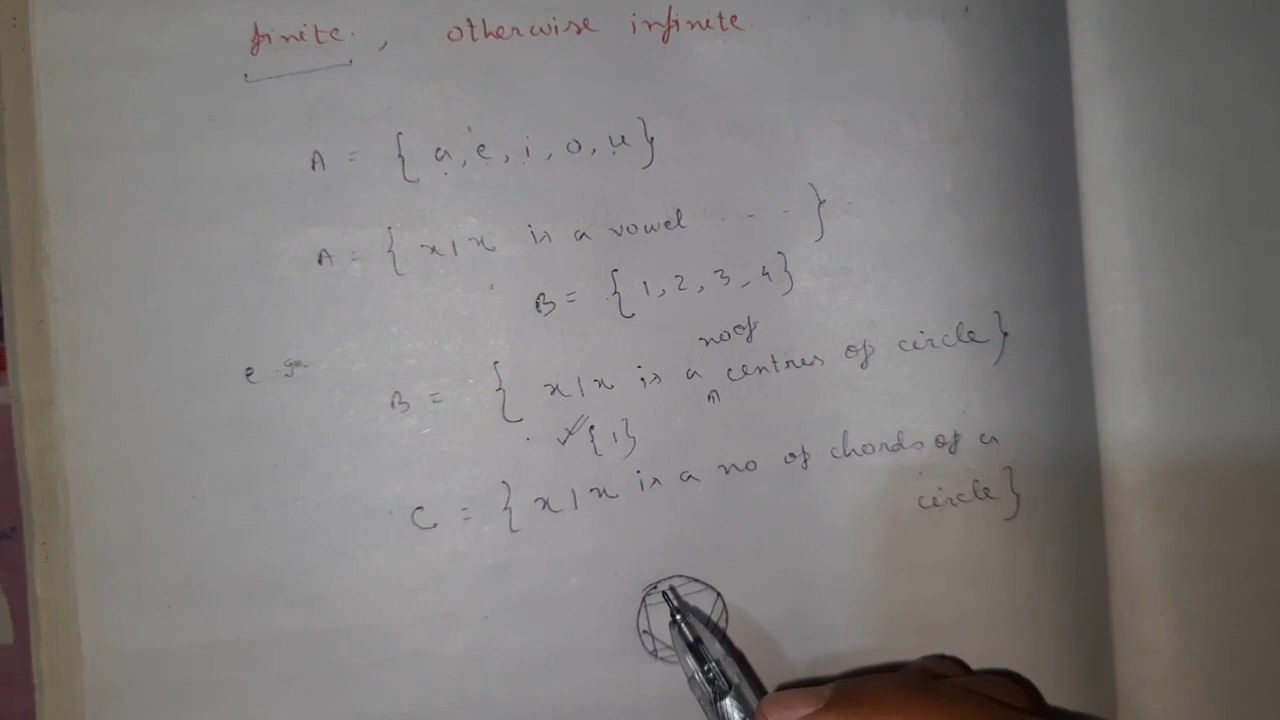 finite. , otherwise infinite.
A = { a, e, i, o, u }
A = { x | x is a vowel - - - - }
B = { 1, 2, 3, 4 }
no of
e.g. B = { x | x is a centres of circle }
✓ { 1 }
C = { x | x is a no of chords of a
circle }